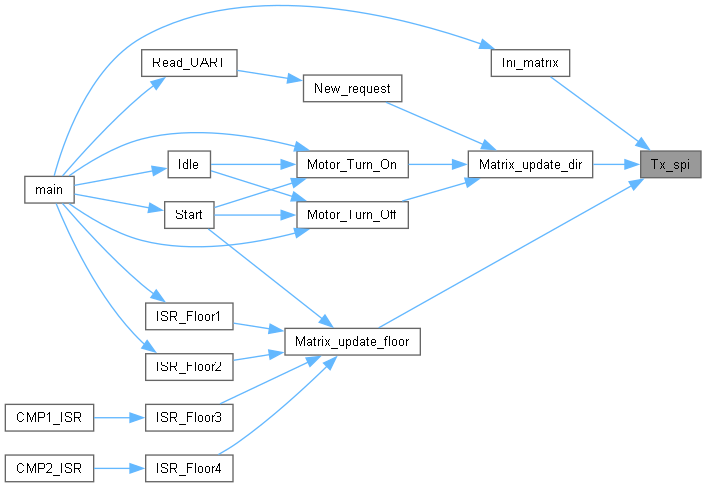 Ini_matrix
Read_UART
New_request
Idle
Motor_Turn_On
Matrix_update_dir
Tx_spi
main
Start
Motor_Turn_Off
ISR_Floor1
Matrix_update_floor
ISR_Floor2
CMP1_ISR
ISR_Floor3
CMP2_ISR
ISR_Floor4